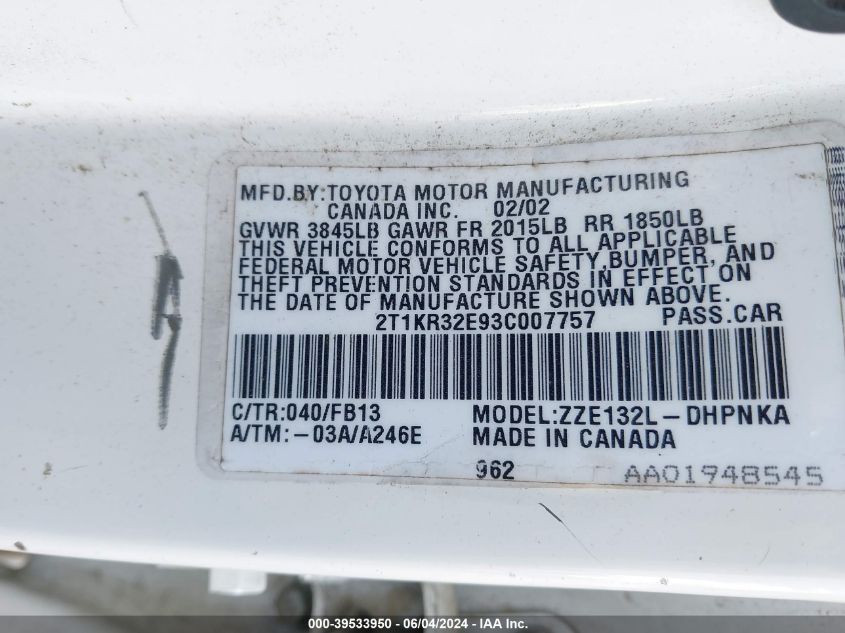 MFD.BY:TOYOTA MOTOR MANUFACTURING
CANADA INC. 02/02
GVWR 3845LB GAWR FR 2015LB RR 1850LB
THIS VEHICLE CONFORMS TO ALL APPLICABLE
FEDERAL MOTOR VEHICLE SAFETY,BUMPER, AND
THEFT PREVENTION STANDARDS IN EFFECT ON
THE DATE OF MANUFACTURE SHOWN ABOVE.
2T1KR32E93C007757 PASS.CAR
C/TR:040/FB13 MODEL:ZZE132L-DHPNKA
A/TM:-03A/A246E MADE IN CANADA
962 AA01948545
000-39533950 - 06/04/2024 - IAA Inc.